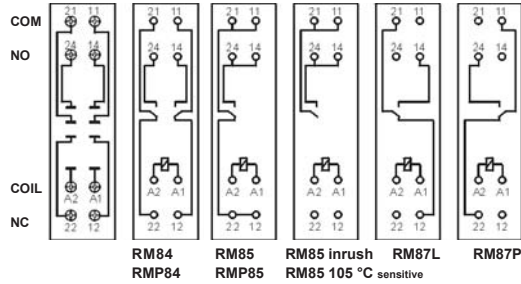 21 11 21 11 21 11 21 11 21 11 21 11
COM
NO
24 14 24 14 24 14 24 14 24 14 24 14
COIL
A2 A1 A2 A1 A2 A1 A2 A1 A2 A1 A2 A1
NC
22 12 22 12 22 12 22 12 22 12 22 12
RM84 RM85 RM85 inrush RM87L RM87P
RMP84 RMP85 RM85 105 °C sensitive